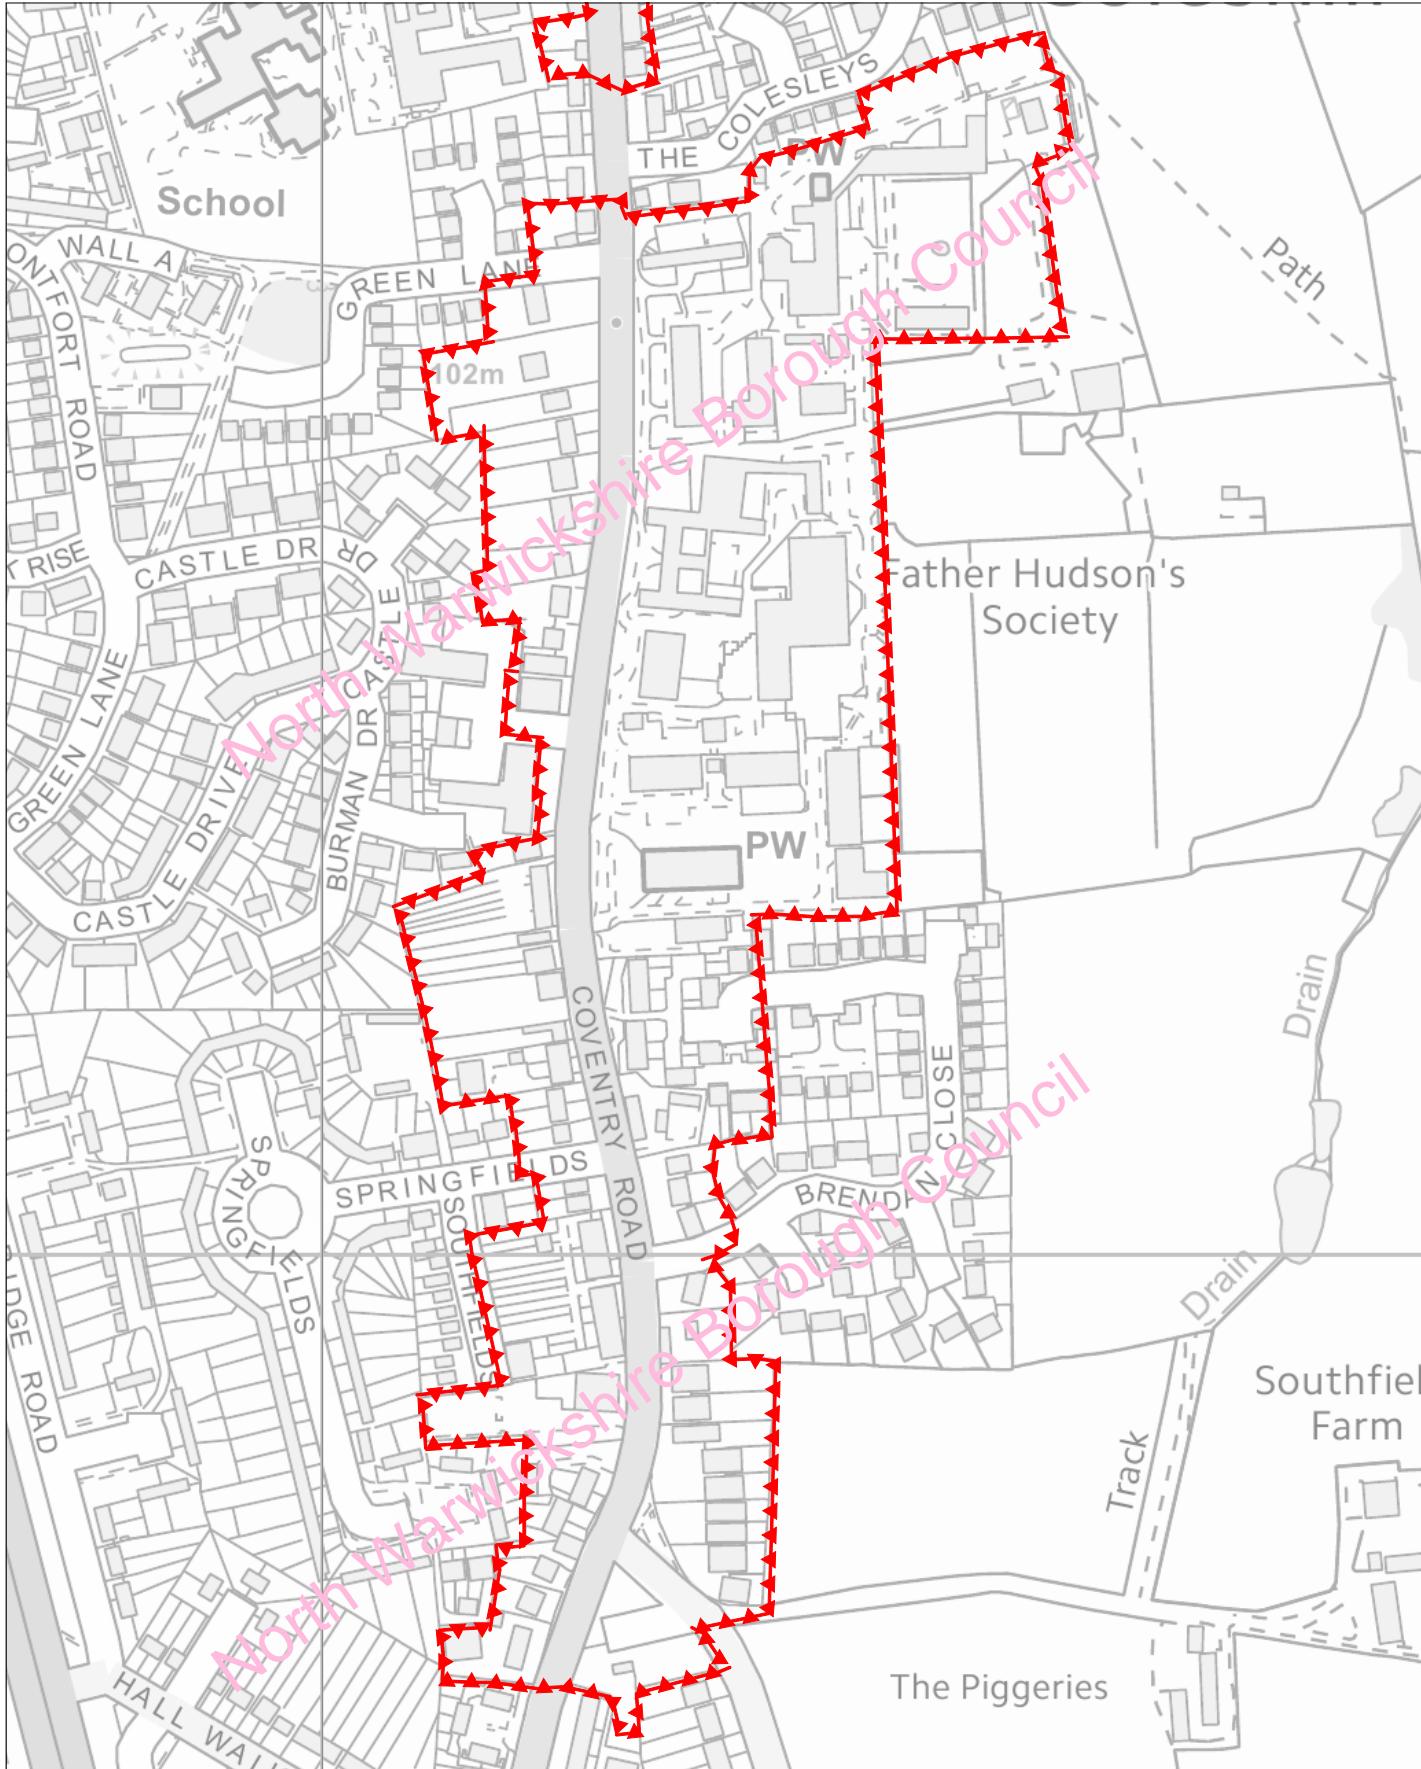 THE COLESLEYS
PW
School
WALL A
ONTFORT ROAD
GREEN LANE
Path
102m
T RISE
CASTLE DR
CASTLE DR
Father Hudson's
Society
GREEN LANE
CASTLE DRIVE
BURMAN DR
PW
CASTLE DRIVE
COVENTRY ROAD
Drain
CLOSE
SPRINGFIELDS
SPRINGFIELDS
SOUTHFIELDS
BRENDAN
Drain
IDGE ROAD
Southfiel
Farm
Track
The Piggeries
HALL WAL
North Warwickshire Borough Council
North Warwickshire Borough Council